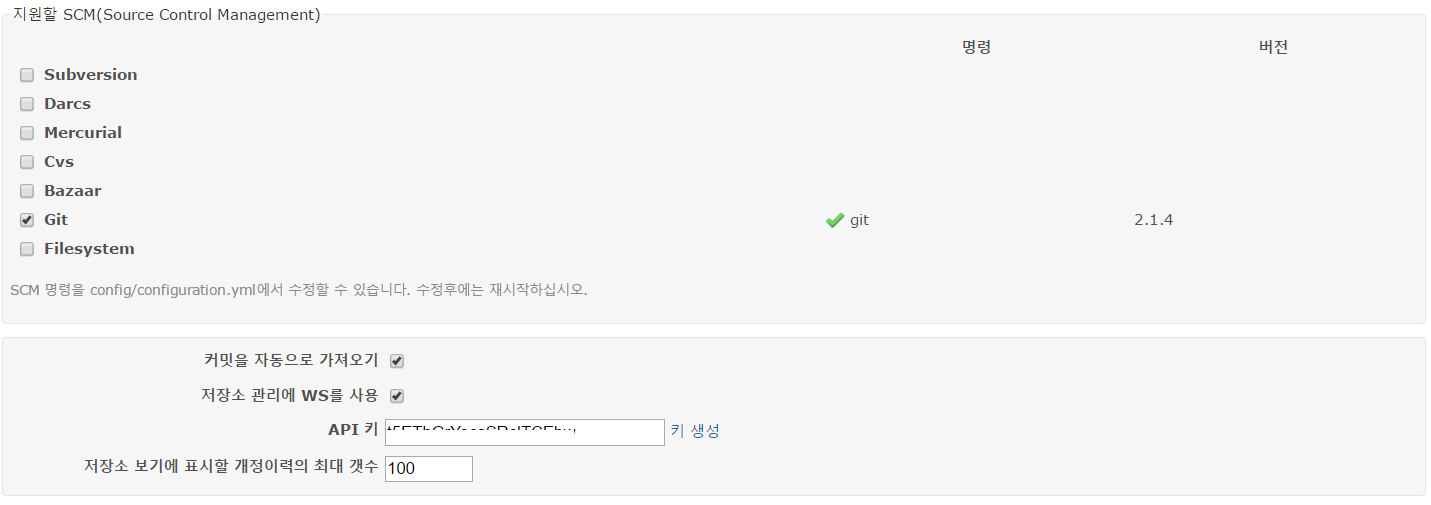 지원할 SCM(Source Control Management)
명령 버전
Subversion
Darcs
Mercurial
Cvs
Bazaar
Git git 2.1.4
Filesystem
SCM 명령을 config/configuration.yml에서 수정할 수 있습니다. 수정후에는 재시작하십시오.
커밋을 자동으로 가져오기
저장소 관리에 WS를 사용
API 키 키 생성
저장소 보기에 표시할 개정이력의 최대 갯수 100